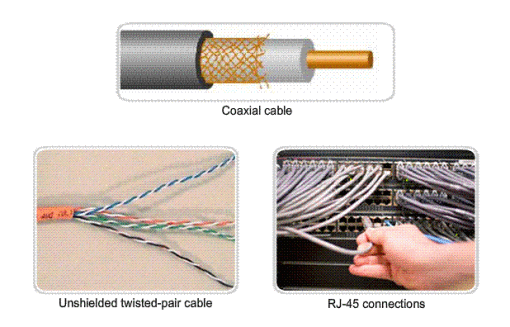 Coaxial cable
Unshielded twisted-pair cable
RJ-45 connections